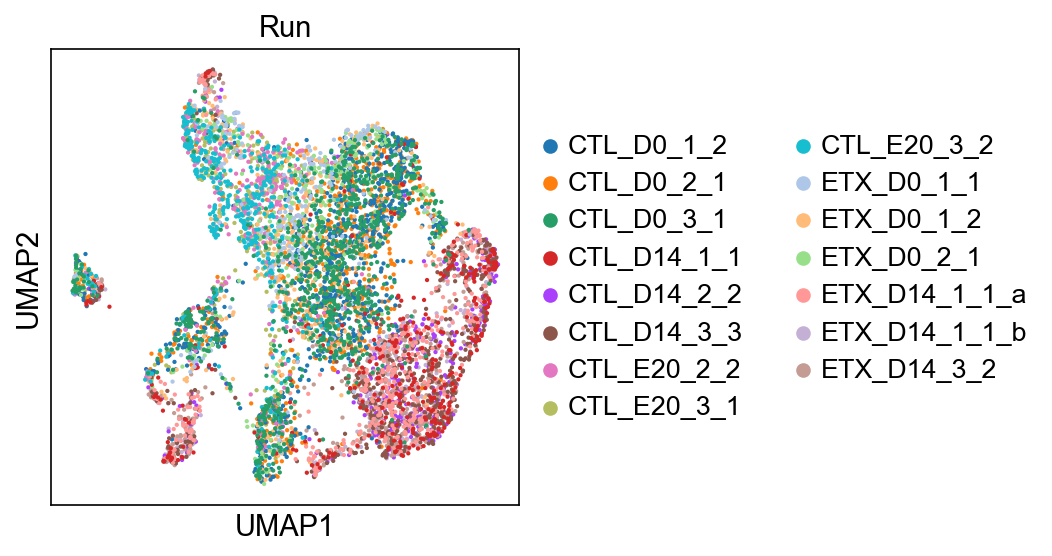 Run
UMAP2
UMAP1
CTL_D0_1_2
CTL_D0_2_1
CTL_D0_3_1
CTL_D14_1_1
CTL_D14_2_2
CTL_D14_3_3
CTL_E20_2_2
CTL_E20_3_1
CTL_E20_3_2
ETX_D0_1_1
ETX_D0_1_2
ETX_D0_2_1
ETX_D14_1_1_a
ETX_D14_1_1_b
ETX_D14_3_2